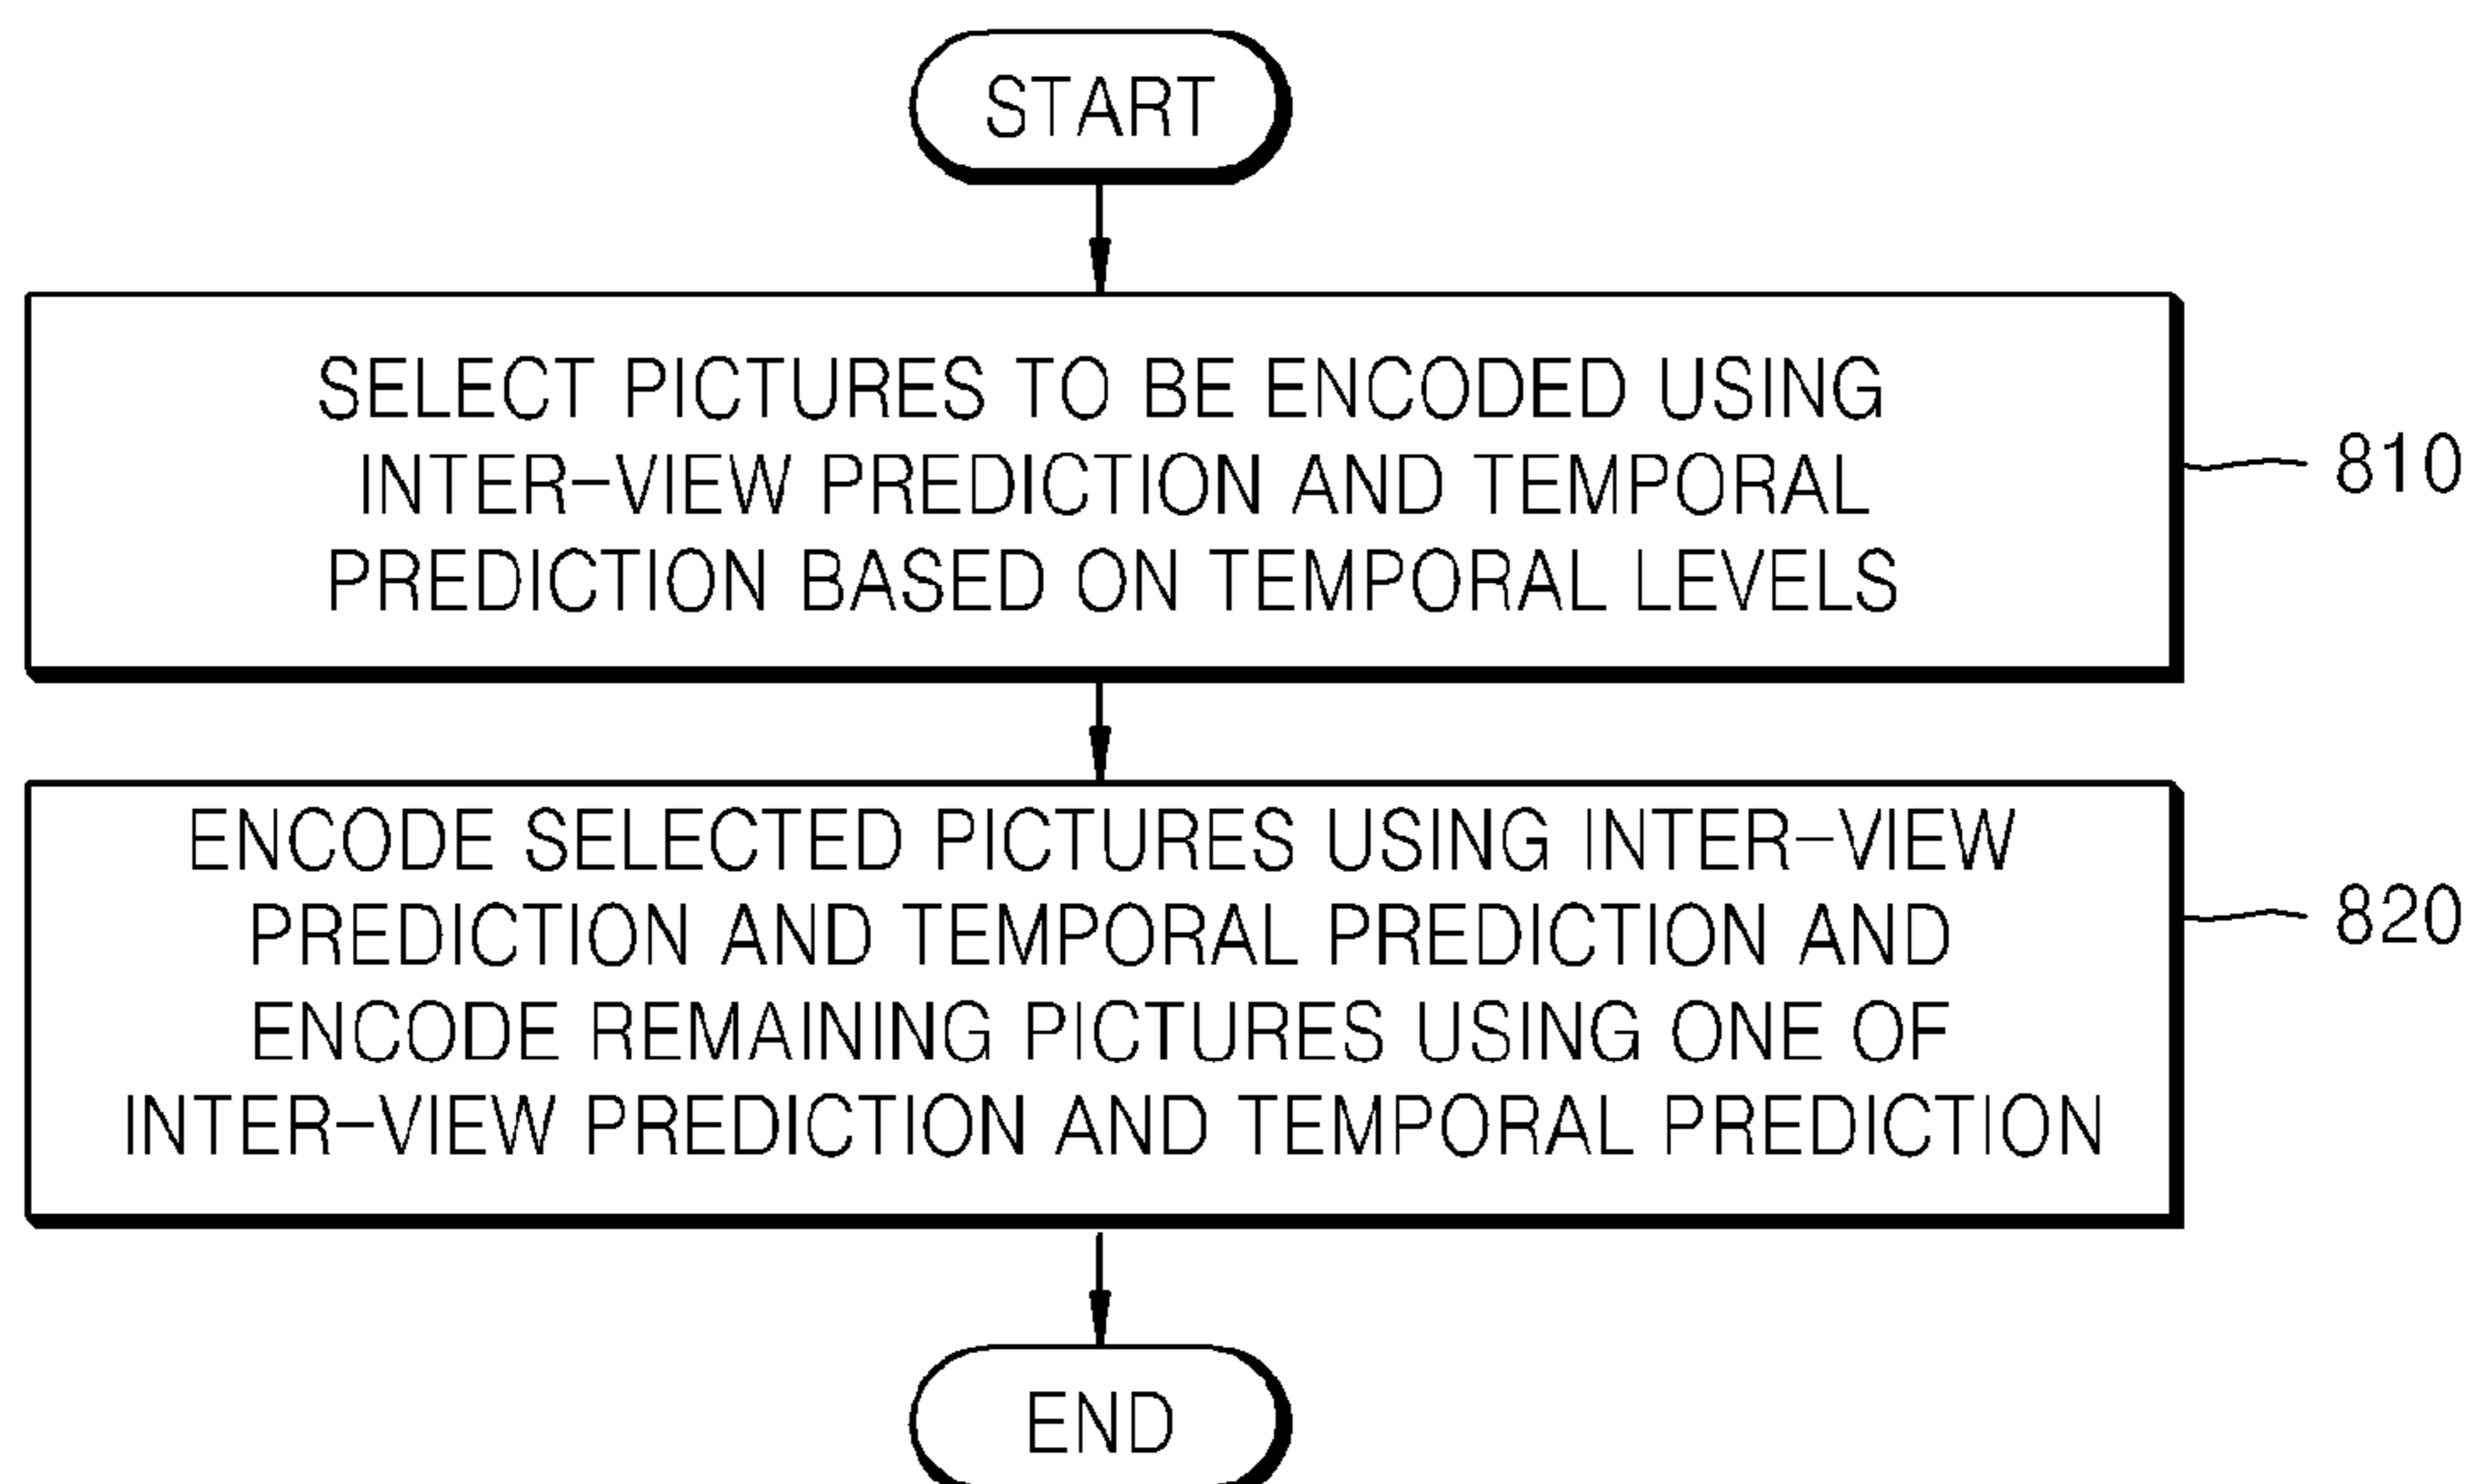 START
SELECT PICTURES TO BE ENCODED USING
INTER-VIEW PREDICTION AND TEMPORAL
PREDICTION BASED ON TEMPORAL LEVELS
810
ENCODE SELECTED PICTURES USING INTER-VIEW
PREDICTION AND TEMPORAL PREDICTION AND
ENCODE REMAINING PICTURES USING ONE OF
INTER-VIEW PREDICTION AND TEMPORAL PREDICTION
820
END